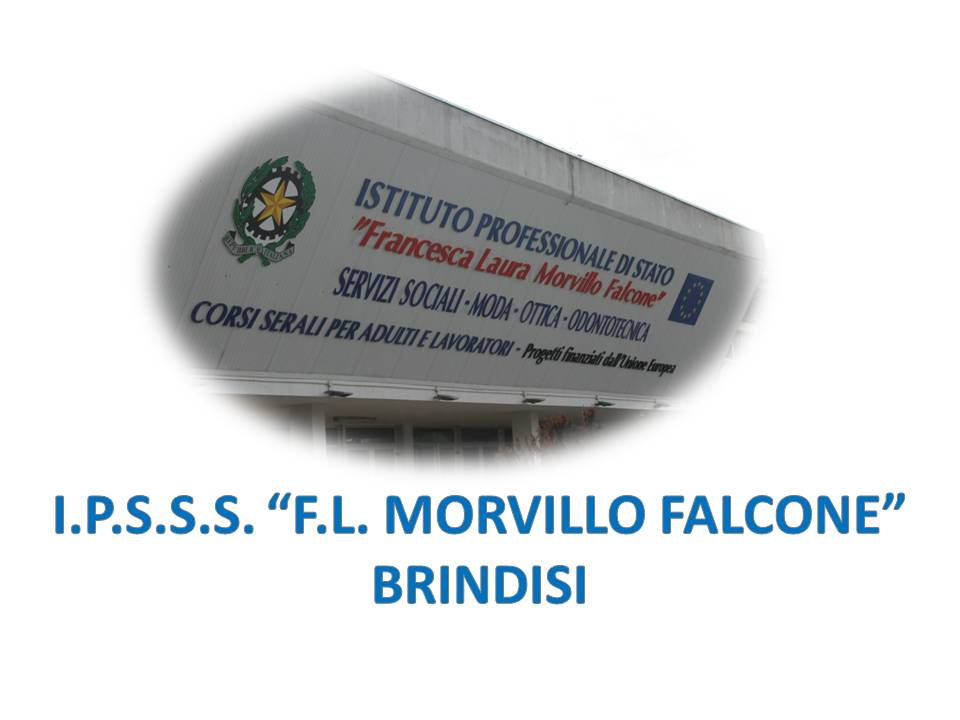 ISTITUTO PROFESSIONALE DI STATO
"Francesca Laura Morvillo Falcone"
SERVIZI SOCIALI - MODA - OTTICA - ODONTOTECNICA
CORSI SERALI PER ADULTI E LAVORATORI - Progetti finanziati dall'Unione Europea
I.P.S.S.S. “F.L. MORVILLO FALCONE”
BRINDISI